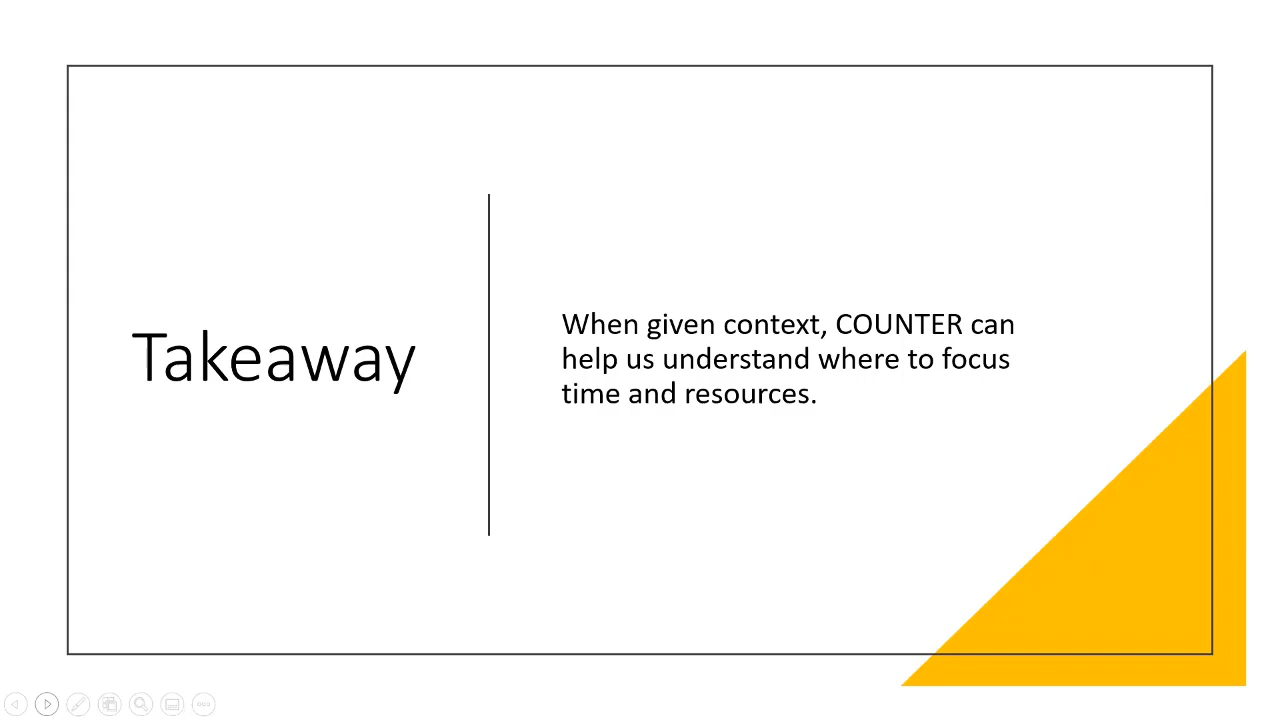 Takeaway
When given context, COUNTER can
help us understand where to focus
time and resources.